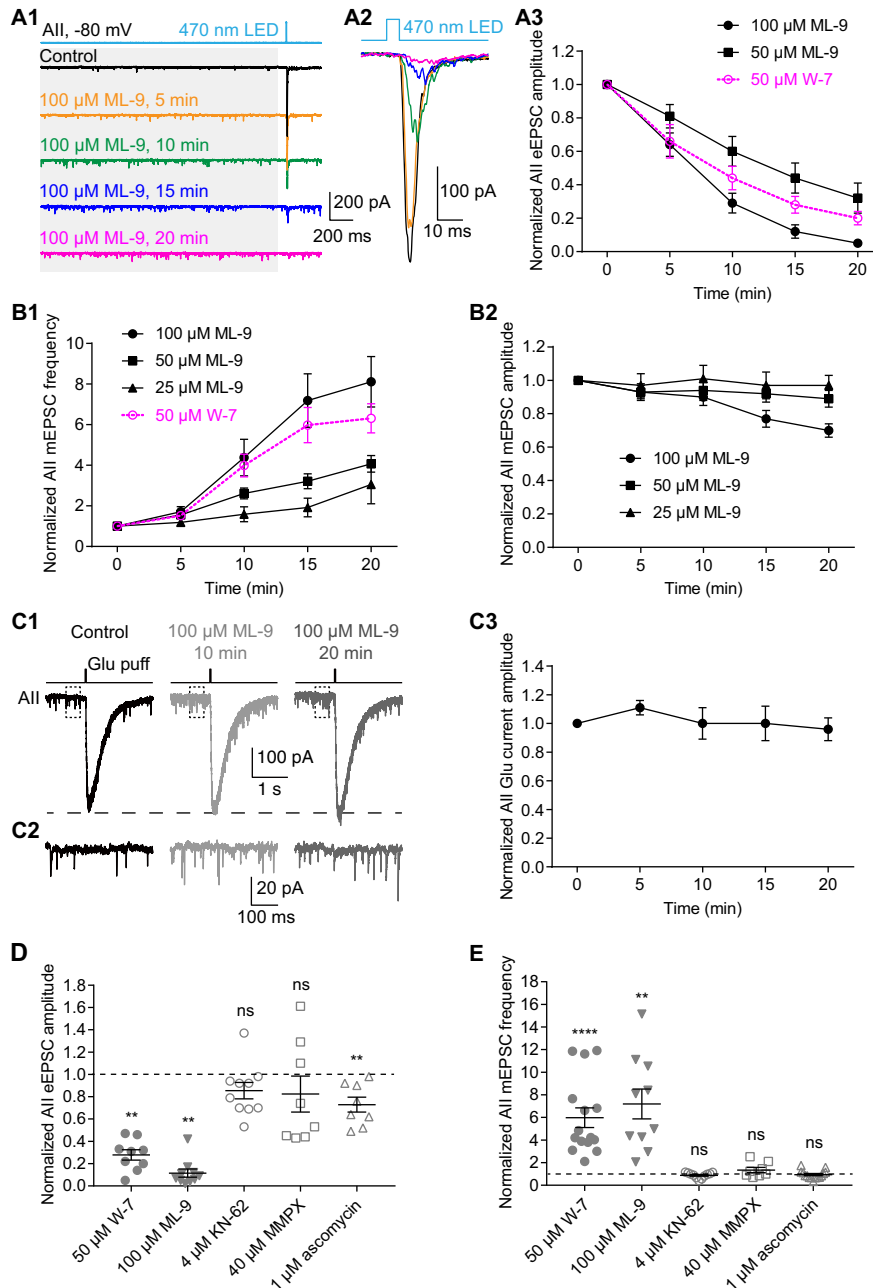 A1
AII, -80 mV
470 nm LED
Control
100 µM ML-9, 5 min
100 µM ML-9, 10 min
100 µM ML-9, 15 min
100 µM ML-9, 20 min
200 pA
200 ms
A2
470 nm LED
100 pA
10 ms
A3
Normalized AII eEPSC amplitude
1.0
0.8
0.6
0.4
0.2
0
100 µM ML-9
50 µM ML-9
50 µM W-7
0
5
10
15
20
Time (min)
B1
Normalized AII mEPSC frequency
10
8
6
4
2
0
100 µM ML-9
50 µM ML-9
25 µM ML-9
50 µM W-7
0
5
10
15
20
Time (min)
B2
Normalized AII mEPSC amplitude
1.2
1.0
0.8
0.6
0.4
0.2
0.0
100 µM ML-9
50 µM ML-9
25 µM ML-9
0
5
10
15
20
Time (min)
C1
Control
Glu puff
100 µM ML-9
10 min
100 µM ML-9
20 min
AII
100 pA
1 s
C2
20 pA
100 ms
C3
Normalized AII Glu current amplitude
1.4
1.2
1.0
0.8
0.6
0.4
0.2
0.0
0
5
10
15
20
Time (min)
D
Normalized AII eEPSC amplitude
1.8
1.6
1.4
1.2
1.0
0.8
0.6
0.4
0.2
0.0
**
**
ns
ns
**
50 µM W-7
100 µM ML-9
4 µM KN-62
40 µM MMPX
1 µM ascomycin
E
Normalized AII mEPSC frequency
18
16
14
12
10
8
6
4
2
0
****
**
ns
ns
ns
50 µM W-7
100 µM ML-9
4 µM KN-62
40 µM MMPX
1 µM ascomycin